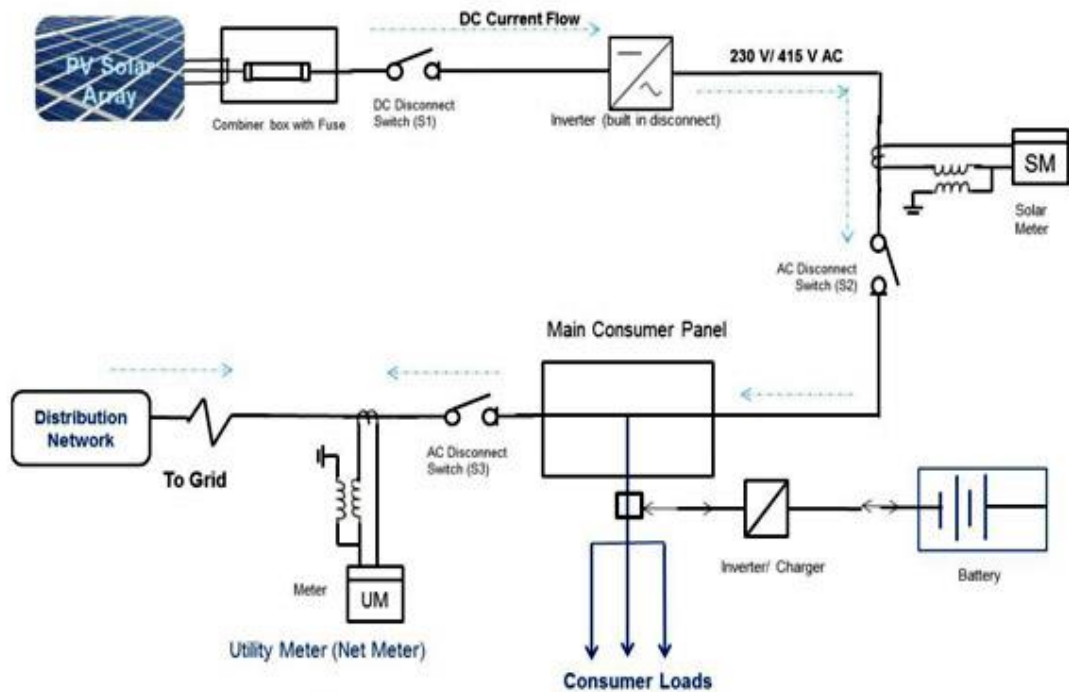 DC Current Flow
PV Solar
Array
230 V/ 415 V AC
DC Disconnect
Switch (S1)
Combiner box with Fuse
Inverter (built in disconnect)
SM
Solar
Meter
AC Disconnect
Switch (S2)
Main Consumer Panel
Distribution
Network
To Grid
AC Disconnect
Switch (S3)
Inverter/ Charger
Battery
Meter
UM
Utility Meter (Net Meter)
Consumer Loads